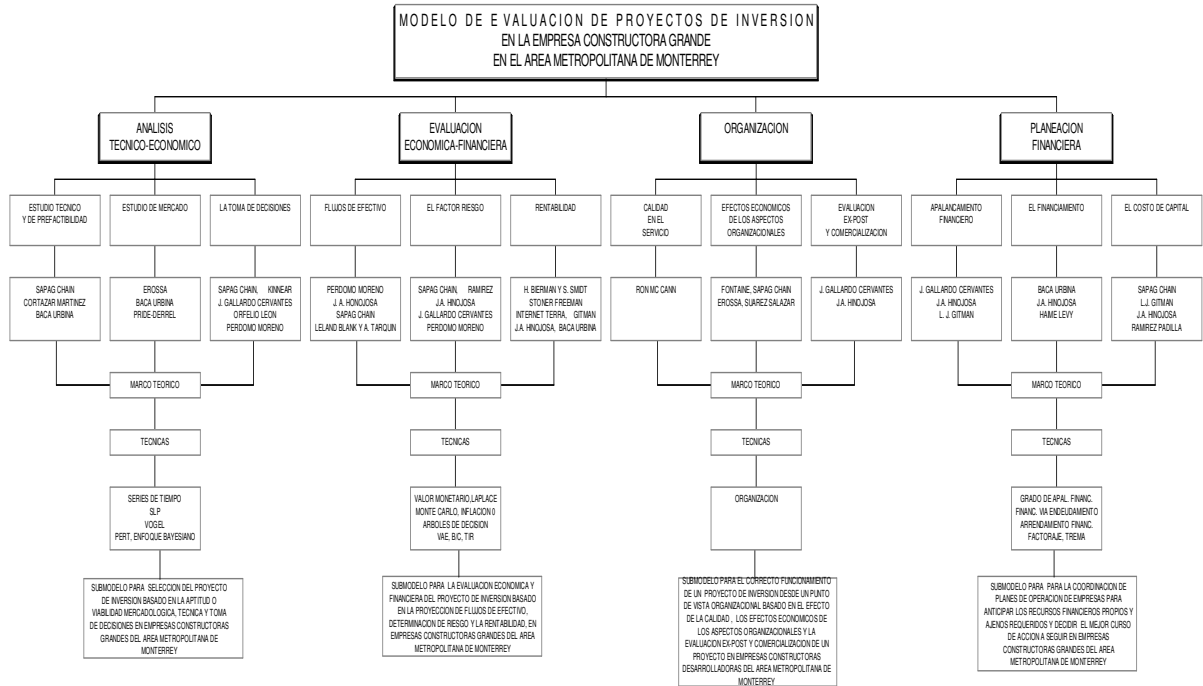 MODELO DE E VALUACION DE PROYECTOS DE INVERSION
EN LA EMPRESA CONSTRUCTORA GRANDE
EN EL AREA METROPOLITANA DE MONTERREY
ANALISIS
TECNICO-ECONOMICO
EVALUACION
ECONOMICA-FINANCIERA
ORGANIZACIÓN
PLANEACION
FINANCIERA
ESTUDIO TECNICO
Y DE PREFACTIBILIDAD
ESTUDIO DE MERCADO
LA TOMA DE DECISIONES
FLUJOS DE EFECTIVO
EL FACTOR RIESGO
RENTABILIDAD
CALIDAD
EN EL
SERVICIO
EFECTOS ECONOMICOS
DE LOS ASPECTOS
ORGANIZACIONALES
EVALUACION
EX-POST
Y COMERCIALIZACION
APALANCAMIENTO
FINANCIERO
EL FINANCIAMIENTO
EL COSTO DE CAPITAL
SAPAG CHAIN
CORTAZAR MARTINEZ
BACA URBINA
EROSSA
BACA URBINA
PRIDE-DERREL
SAPAG CHAIN, KINNEAR
J. GALLARDO CERVANTES
ORFELIO LEON
PERDOMO MORENO
PERDOMO MORENO
J. A. HONOJOSA
SAPAG CHAIN
LELAND BLANK Y A. TARQUIN
SAPAG CHAIN, RAMIREZ
J.A. HINOJOSA
J. GALLARDO CERVANTES
PERDOMO MORENO
H. BIERMAN Y S. SMIDT
STONER FREEMAN
INTERNET TERRA, GITMAN
J.A. HINOJOSA, BACA URBINA
RON MC CANN
FONTAINE, SAPAG CHAIN
EROSSA, SUAREZ SALAZAR
J. GALLARDO CERVANTES
J.A. HINOJOSA
J. GALLARDO CERVANTES
J.A. HINOJOSA
L. J. GITMAN
BACA URBINA
J.A. HINOJOSA
HAIME LEVY
SAPAG CHAIN
L.J. GITMAN
J.A. HINOJOSA
RAMIREZ PADILLA
MARCO TEORICO
MARCO TEORICO
MARCO TEORICO
MARCO TEORICO
TECNICAS
TECNICAS
TECNICAS
TECNICAS
SERIES DE TIEMPO
SLP
VOGEL
PERT, ENFOQUE BAYESIANO
VALOR MONETARIO,LAPLACE
MONTE CARLO, INFLACION 0
ARBOLES DE DECISION
VAE, B/C, TIR
ORGANIZACION
GRADO DE APAL. FINANC.
FINANC. VIA ENDEUDAMIENTO
ARRENDAMIENTO FINANC.
FACTORAJE, TREMA
SUBMODELO PARA SELECCION DEL PROYECTO
DE INVERSION BASADO EN LA APTITUD O
VIABILIDAD MERCADOLOGICA, TECNICA Y TOMA
DE DECISIONES EN EMPRESAS CONSTRUCTORAS
GRANDES DEL AREA METROPOLITANA DE
MONTERREY
SUBMODELO PARA LA EVALUACION ECONOMICA Y
FINANCIERA DEL PROYECTO DE INVERSION BASADO
EN LA PROYECCION DE FLUJOS DE EFECTIVO,
DETERMINACION DE RIESGO Y LA RENTABILIDAD, EN
EMPRESAS CONSTRUCTORAS GRANDES DEL AREA
METROPOLITANA DE MONTERREY
SUBMODELO PARA EL CORRECTO FUNCIONAMIENTO
DE UN PROYECTO DE INVERSION DESDE UN PUNTO
DE VISTA ORGANIZACIONAL BASADO EN EL EFECTO
DE LA CALIDAD , LOS EFECTOS ECONOMICOS DE
LOS ASPECTOS ORGANIZACIONALES Y LA
EVALUACION EX-POST Y COMERCIALIZACION DE UN
PROYECTO EN EMPRESAS CONSTRUCTORAS
DESARROLLADORAS DEL AREA METROPOLITANA DE
MONTERREY
SUBMODELO PARA PARA LA COORDINACION DE
PLANES DE OPERACION DE EMPRESAS PARA
ANTICIPAR LOS RECURSOS FINANCIEROS PROPIOS Y
AJENOS REQUERIDOS Y DECIDIR EL MEJOR CURSO
DE ACCION A SEGUIR EN EMPRESAS
CONSTRUCTORAS GRANDES DEL AREA
METROPOLITANA DE MONTERREY